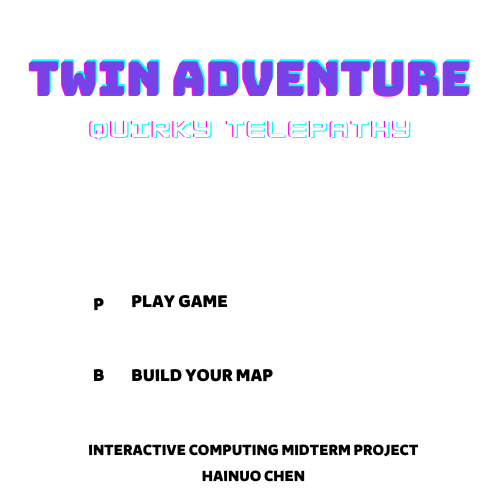 TWIN ADVENTURE
QUIRKY TELEPATHY
P PLAY GAME
B BUILD YOUR MAP
INTERACTIVE COMPUTING MIDTERM PROJECT
HAINUO CHEN